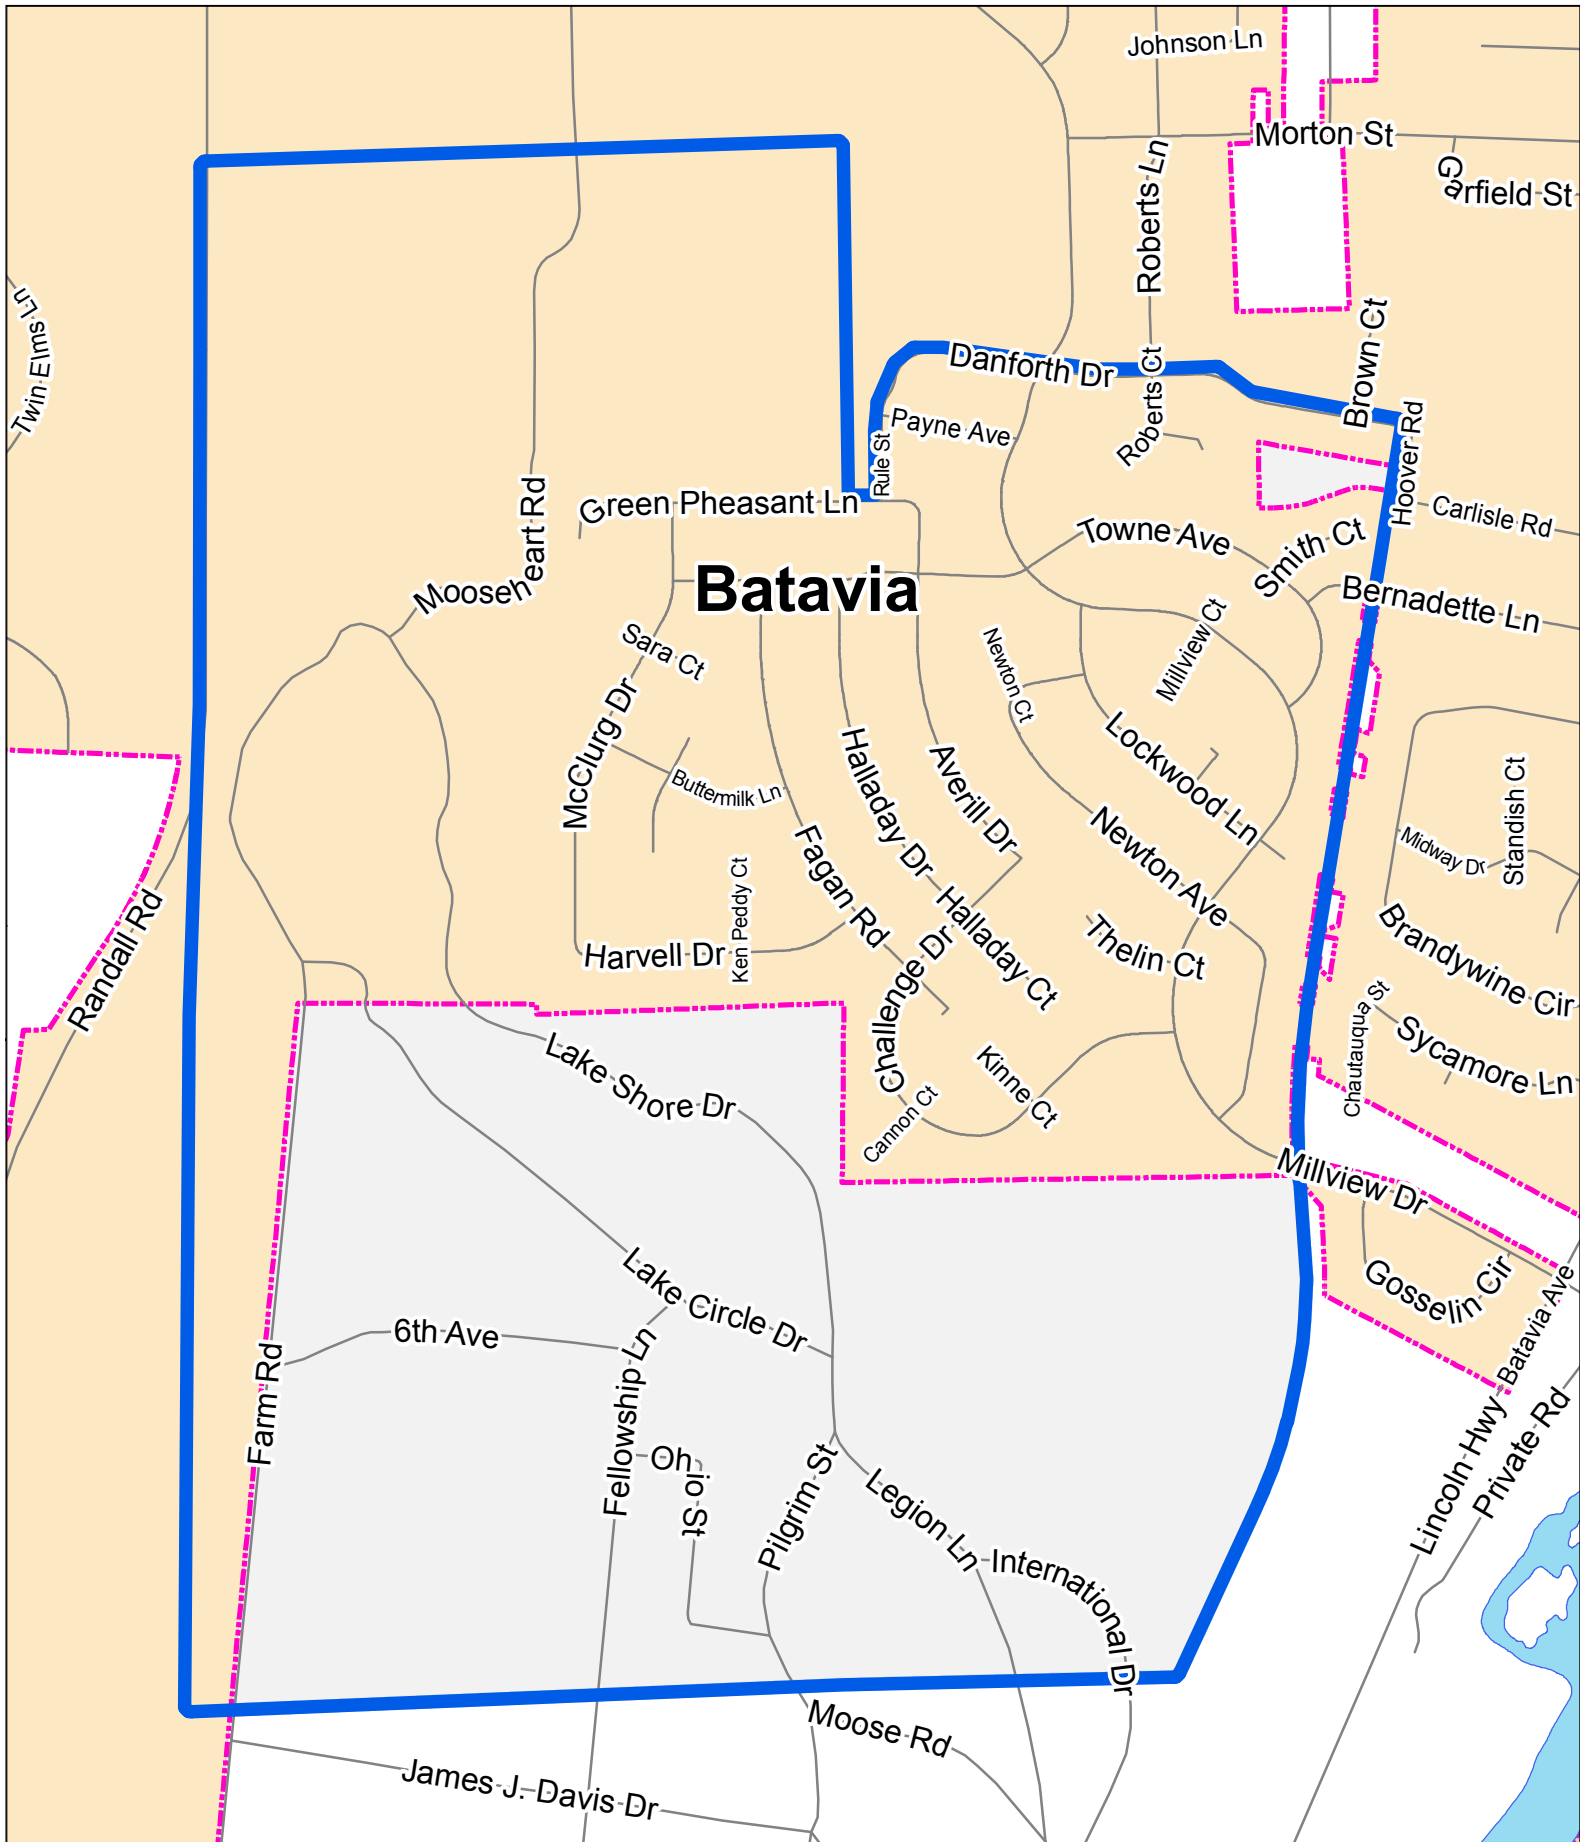 Johnson Ln
Morton St
Garfield St
Roberts Ln
Twin Elms Ln
Brown Ct
Danforth Dr
Roberts Ct
Payne Ave
Rule St
Hoover Rd
Green Pheasant Ln
Carlisle Rd
Mooseheart Rd
Towne Ave
Smith Ct
Batavia
Bernadette Ln
Sara Ct
Newton Ct
Millview Ct
McClurg Dr
Lockwood Ln
Halladay Dr
Averill Dr
Buttermilk Ln
Standish Ct
Midway Dr
Fagan Rd
Newton Ave
Ken Peddy Ct
Halladay Ct
Brandywine Cir
Randall Rd
Harvell Dr
Challenge Dr
Thelin Ct
Chautauqua St
Sycamore Ln
Lake Shore Dr
Kinne Ct
Cannon Ct
Millview Dr
Gosselin Cir
Lake Circle Dr
Batavia Ave
6th Ave
Farm Rd
Fellowship Ln
Lincoln Hwy
Private Rd
Ohio St
Pilgrim St
Legion Ln
International Dr
Moose Rd
James J. Davis Dr